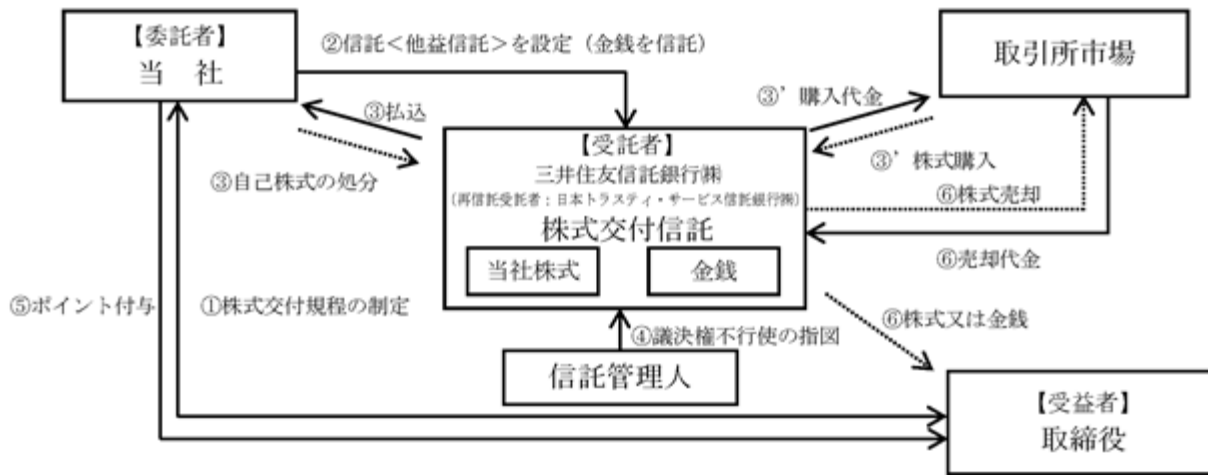 【委託者】
当　社
②信託＜他益信託＞を設定（金銭を信託）
取引所市場
③払込
③’購入代金
【受託者】
三井住友信託銀行㈱
（再信託受託者：日本トラスティ・サービス信託銀行㈱）
株式交付信託
当社株式
金銭
③自己株式の処分
③’株式購入
⑥株式売却
⑥売却代金
⑤ポイント付与
①株式交付規程の制定
④議決権不行使の指図
⑥株式又は金銭
信託管理人
【受益者】
取締役